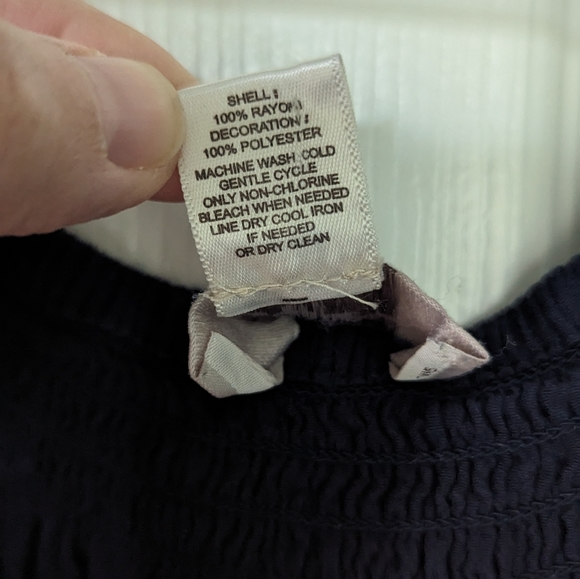 SHELL:
100% RAYON
DECORATION:
100% POLYESTER
MACHINE WASH COLD
GENTLE CYCLE
ONLY NON-CHLORINE
BLEACH WHEN NEEDED
LINE DRY COOL IRON
IF NEEDED
OR DRY CLEAN